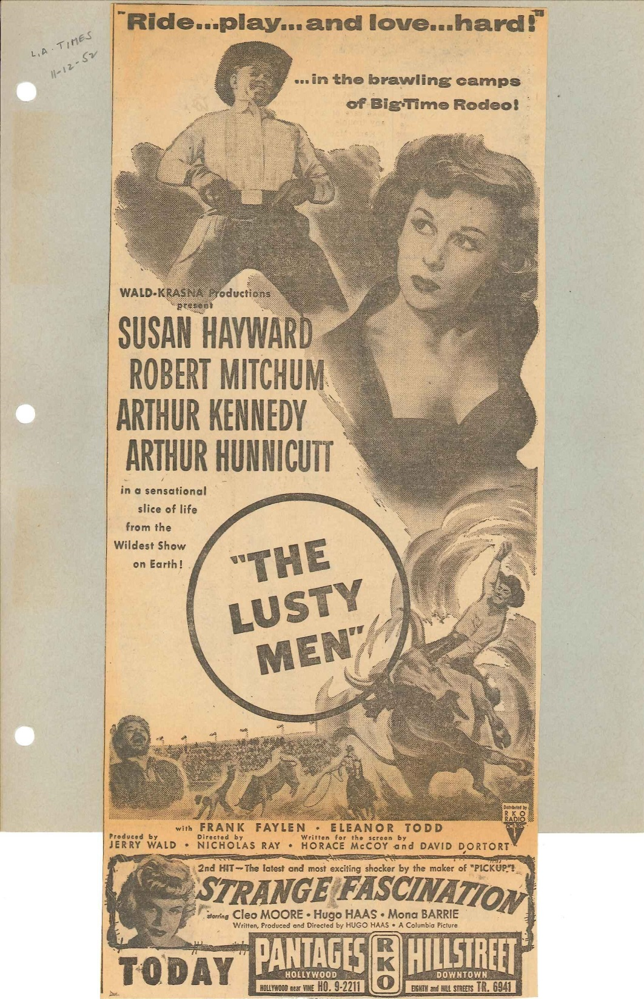 L.A. TIMES
11-12-52
"Ride...play...and love...hard!"
...in the brawling camps
of Big-Time Rodeo!
WALD-KRASNA Productions
present
SUSAN HAYWARD
ROBERT MITCHUM
ARTHUR KENNEDY
ARTHUR HUNNICUTT
in a sensational
slice of life
from the
Wildest Show
on Earth!
"THE
LUSTY
MEN"
Distributed by
RKO
RADIO
PICTURES
with FRANK FAYLEN • ELEANOR TODD
Produced by Directed by Written for the screen by
JERRY WALD • NICHOLAS RAY • HORACE McCOY and DAVID DORTORT
2nd HIT—The latest and most exciting shocker by the maker of "PICKUP"!
STRANGE FASCINATION
starring Cleo MOORE • Hugo HAAS • Mona BARRIE
Written, Produced and Directed by HUGO HAAS • A Columbia Picture
TODAY
PANTAGES
HOLLYWOOD
HOLLYWOOD near VINE HO. 9-2211
RKO
HILLSTREET
DOWNTOWN
EIGHTH and HILL STREETS TR. 6941